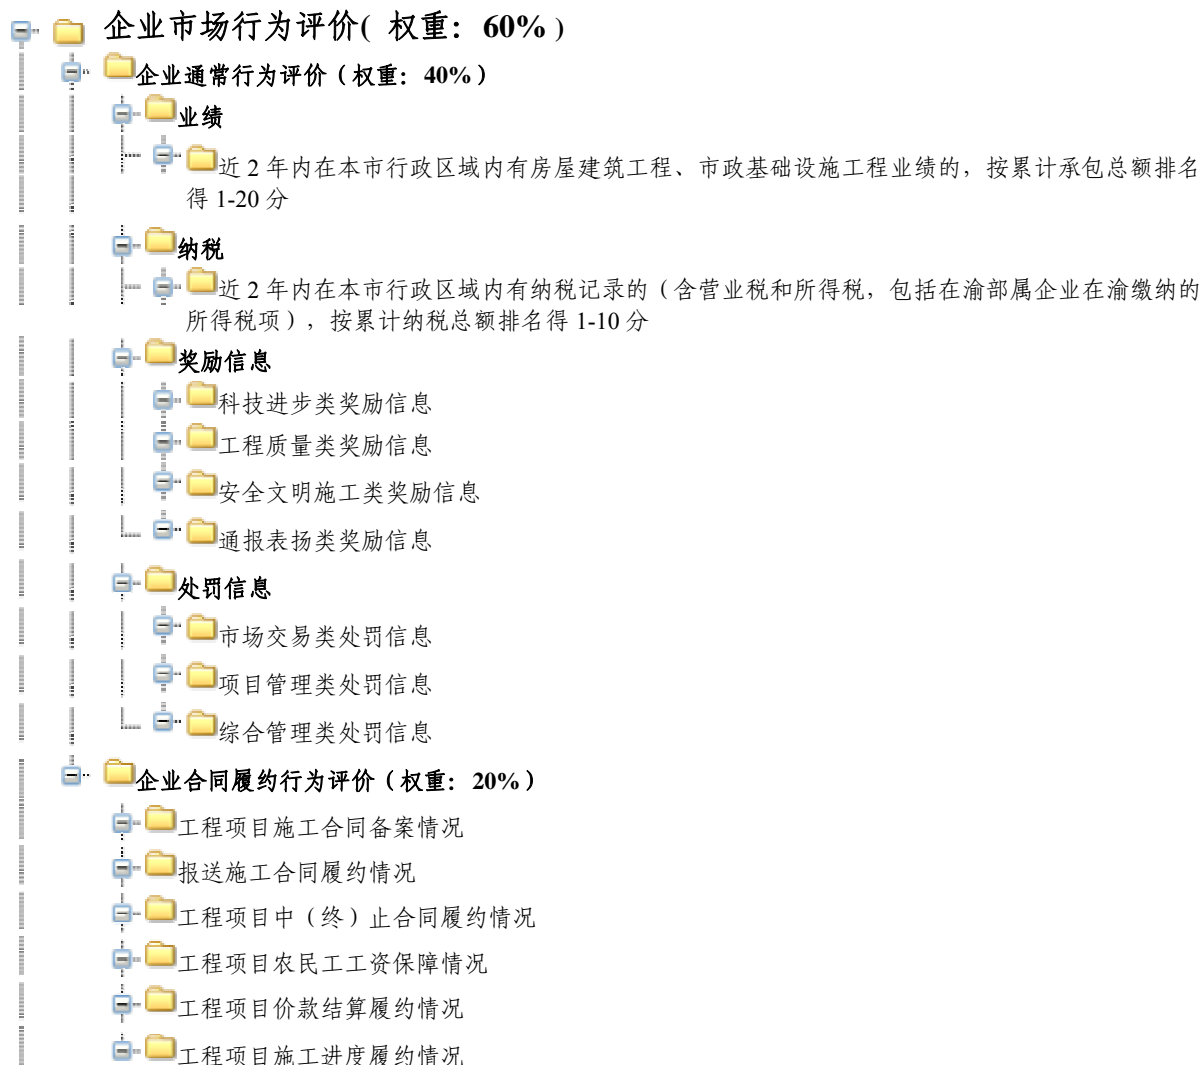 企业市场行为评价( 权重: 60%)
企业通常行为评价（权重: 40%）
业绩
近 2 年内在本市行政区域内有房屋建筑工程、市政基础设施工程业绩的，按累计承包总额排名
得 1-20 分
纳税
近 2 年内在本市行政区域内有纳税记录的（含营业税和所得税，包括在渝部属企业在渝缴纳的
所得税项），按累计纳税总额排名得 1-10 分
奖励信息
科技进步类奖励信息
工程质量类奖励信息
安全文明施工类奖励信息
通报表扬类奖励信息
处罚信息
市场交易类处罚信息
项目管理类处罚信息
综合管理类处罚信息
企业合同履约行为评价（权重: 20%）
工程项目施工合同备案情况
报送施工合同履约情况
工程项目中（终）止合同履约情况
工程项目农民工工资保障情况
工程项目价款结算履约情况
工程项目施工进度履约情况